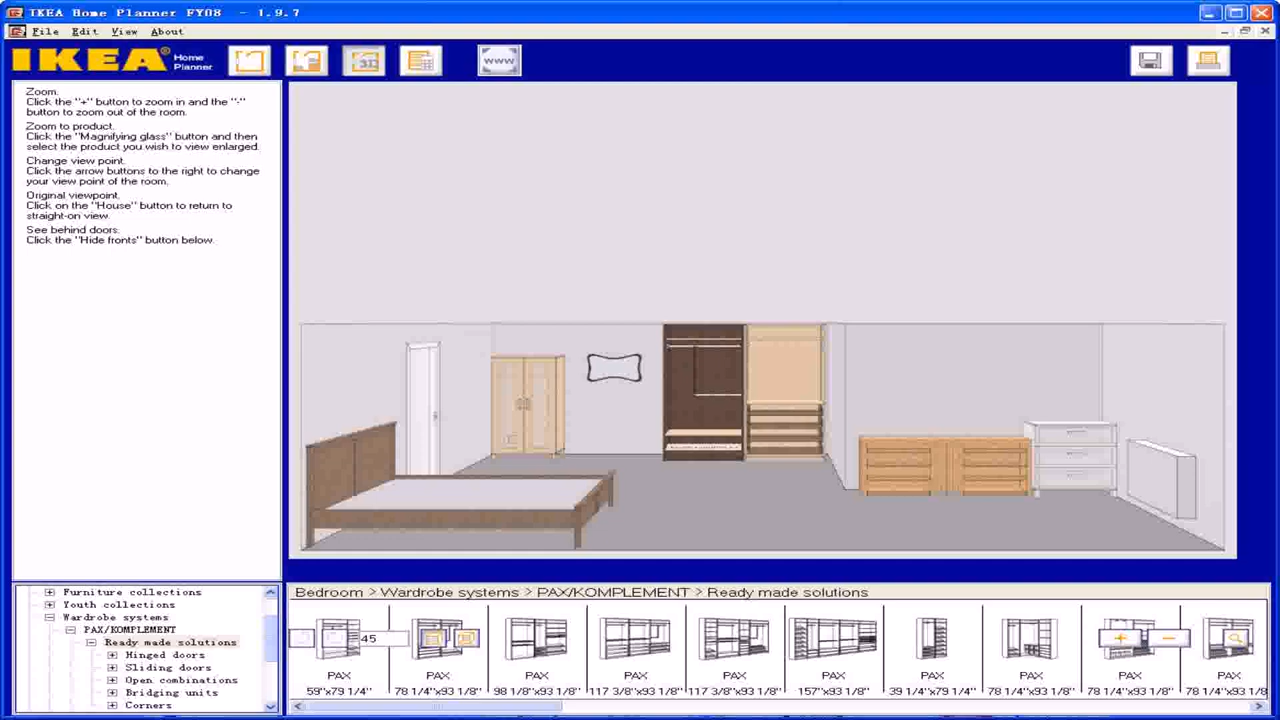 IKEA Home Planner FY08 - 1.9.7
File Edit View About
IKEA® Home Planner
3D
www
Zoom.
Click the "+" button to zoom in and the "-"
button to zoom out of the room.
Zoom to product.
Click the "Magnifying glass" button and then
select the product you wish to view enlarged.
Change view point.
Click the arrow buttons to the right to change
your view point of the room.
Original viewpoint.
Click on the "House" button to return to
straight-on view.
See behind doors.
Click the "Hide fronts" button below.
Furniture collections
Youth collections
Wardrobe systems
PAX/KOMPLEMENT
Ready made solutions
Hinged doors
Sliding doors
Open combinations
Bridging units
Corners
Bedroom > Wardrobe systems > PAX/KOMPLEMENT > Ready made solutions
45
PAX PAX PAX PAX PAX PAX PAX PAX PAX PAX
59"x79 1/4" 78 1/4"x93 1/8" 98 1/8"x93 1/8" 117 3/8"x93 1/8" 117 3/8"x93 1/8" 157"x93 1/8" 39 1/4"x79 1/4" 78 1/4"x93 1/8" 78 1/4"x93 1/8" 78 1/4"x93 1/8